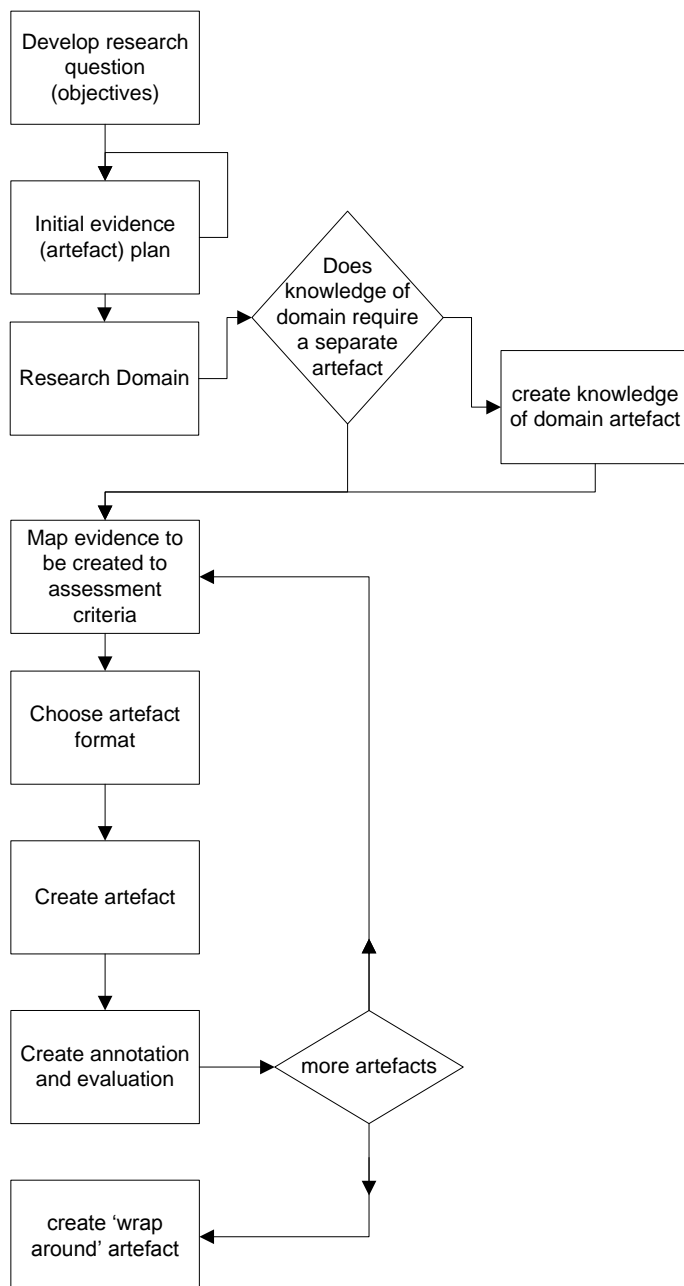 Develop research
question
(objectives)
Initial evidence
(artefact) plan
Research Domain
Does
knowledge of
domain require
a separate
artefact
create knowledge
of domain artefact
Map evidence to
be created to
assessment
criteria
Choose artefact
format
Create artefact
Create annotation
and evaluation
more artefacts
create ‘wrap
around’ artefact